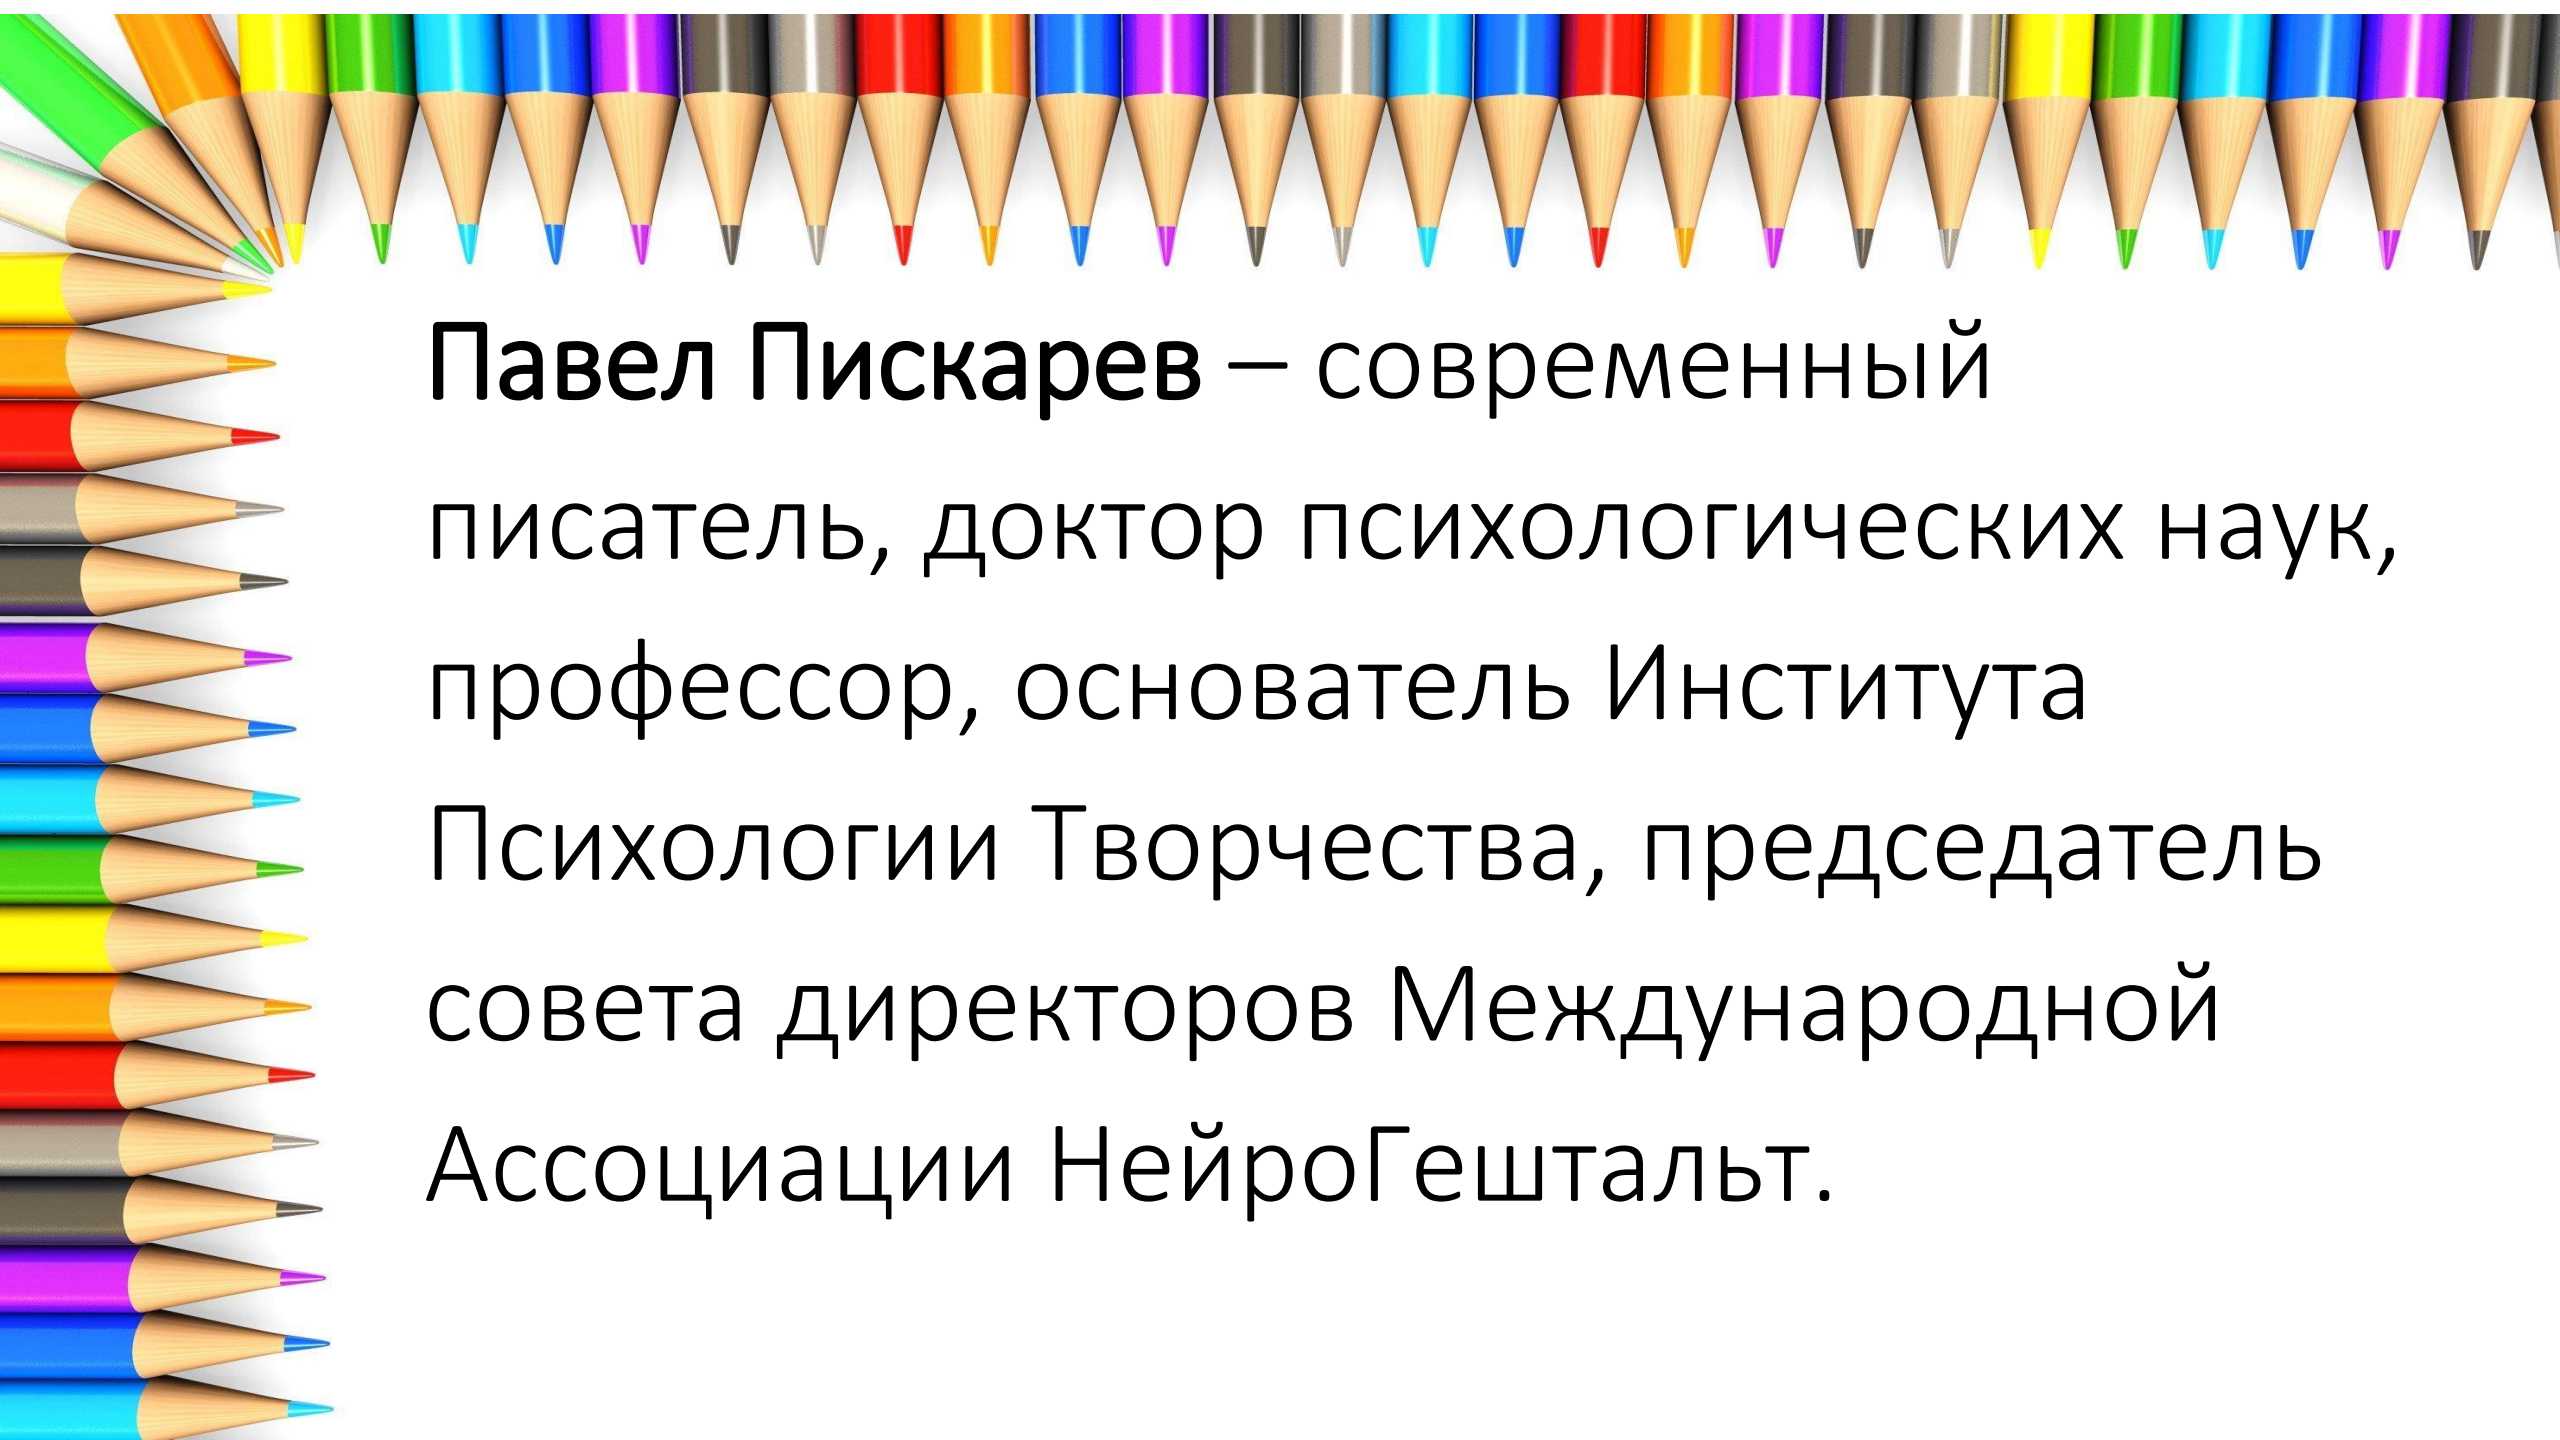 Павел Пискарев – современный
писатель, доктор психологических наук,
профессор, основатель Института
Психологии Творчества, председатель
совета директоров Международной
Ассоциации НейроГештальт.